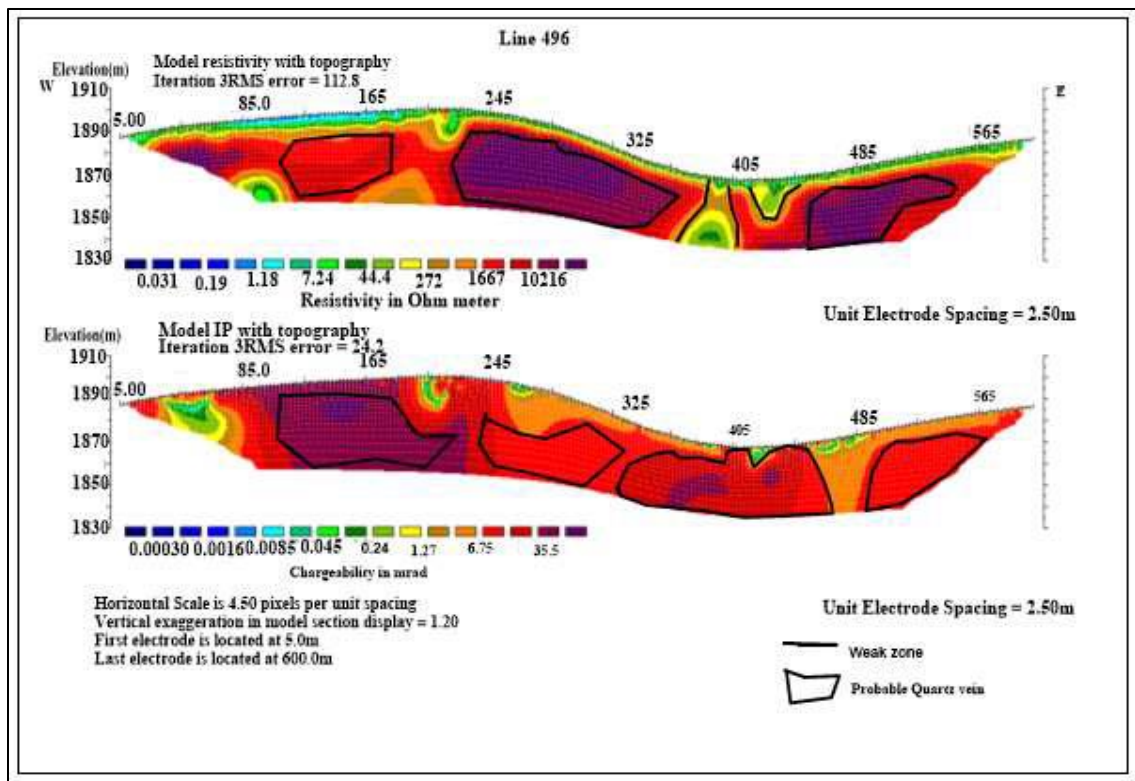 Line 496
Model resistivity with topography
Iteration 3RMS error = 112.8
Elevation(m)
W
E
1910
1890
1870
1850
1830
5.00
85.0
165
245
325
405
485
565
0.031 0.19 1.18 7.24 44.4 272 1667 10216
Resistivity in Ohm meter
Unit Electrode Spacing = 2.50m
Model IP with topography
Iteration 3RMS error = 24.2
Elevation(m)
1910
1890
1870
1850
1830
5.00
85.0
165
245
325
405
485
565
0.00030 0.0016 0.0085 0.045 0.24 1.27 6.75 35.5
Chargeability in mrad
Horizontal Scale is 4.50 pixels per unit spacing
Vertical exaggeration in model section display = 1.20
First electrode is located at 5.0m
Last electrode is located at 600.0m
Unit Electrode Spacing = 2.50m
Weak zone
Probable Quartz vein